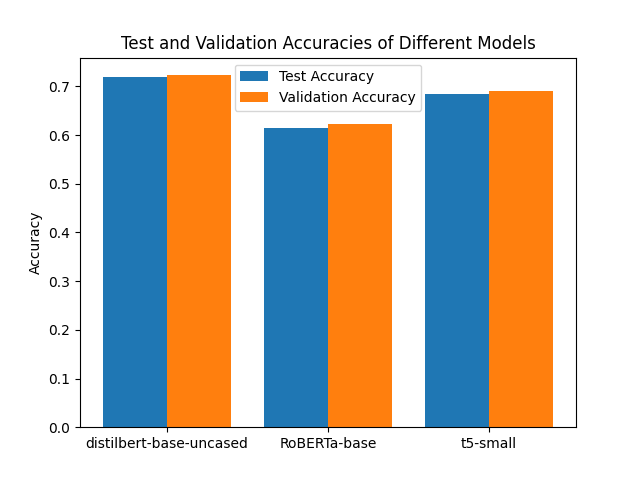 Test and Validation Accuracies of Different Models
Test Accuracy
Validation Accuracy
Accuracy
0.7
0.6
0.5
0.4
0.3
0.2
0.1
0.0
distilbert-base-uncased
RoBERTa-base
t5-small